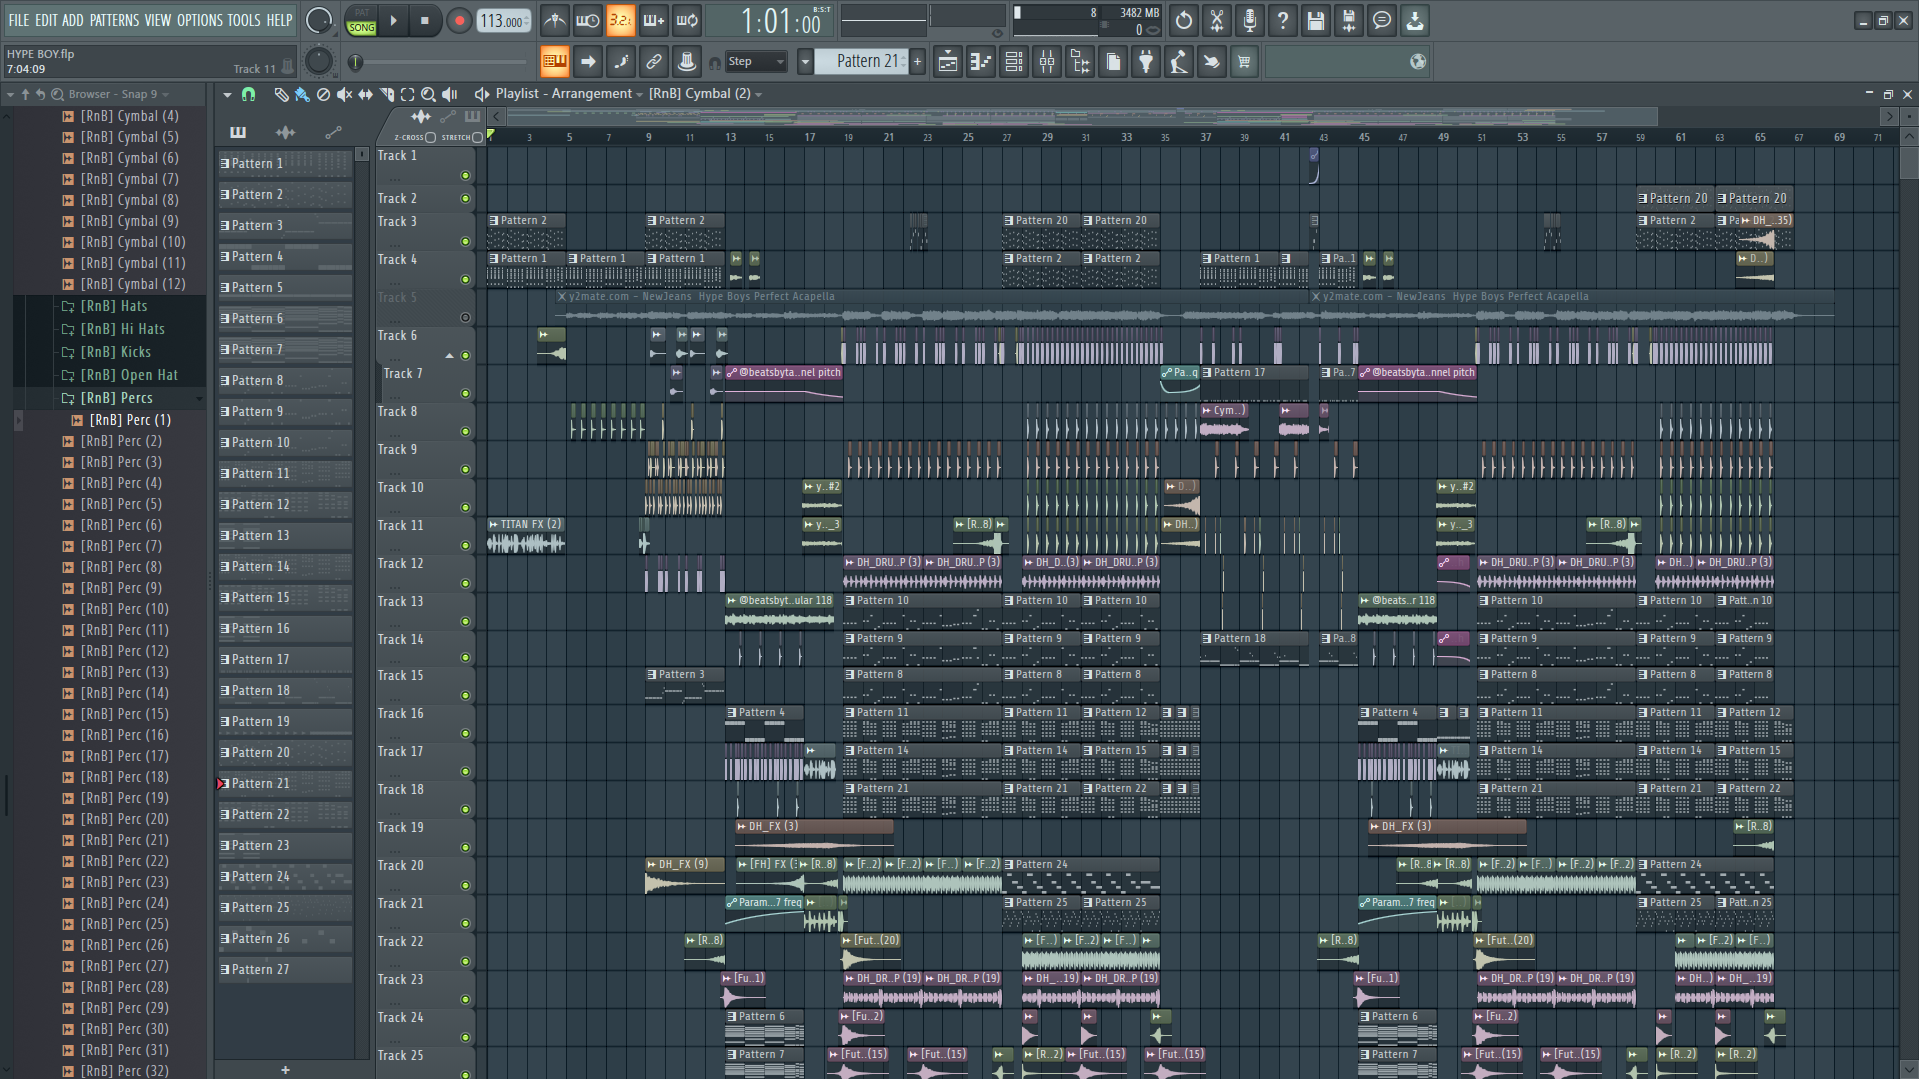 FILE EDIT ADD PATTERNS VIEW OPTIONS TOOLS HELP
PAT
SONG
113.000
3.2.
1:01:00
B:S:T
8
3482 MB
0
HYPE BOY.flp
7:04:09
Track 11
Step
Pattern 21
+
Browser - Snap 9
Playlist - Arrangement
[RnB] Cymbal (2)
Z-CROSS
STRETCH
3 5 7 9 11 13 15 17 19 21 23 25 27 29 31 33 35 37 39 41 43 45 47 49 51 53 55 57 59 61 63 65 67 69 71
[RnB] Cymbal (4)
[RnB] Cymbal (5)
[RnB] Cymbal (6)
[RnB] Cymbal (7)
[RnB] Cymbal (8)
[RnB] Cymbal (9)
[RnB] Cymbal (10)
[RnB] Cymbal (11)
[RnB] Cymbal (12)
[RnB] Hats
[RnB] Hi Hats
[RnB] Kicks
[RnB] Open Hat
[RnB] Percs
[RnB] Perc (1)
[RnB] Perc (2)
[RnB] Perc (3)
[RnB] Perc (4)
[RnB] Perc (5)
[RnB] Perc (6)
[RnB] Perc (7)
[RnB] Perc (8)
[RnB] Perc (9)
[RnB] Perc (10)
[RnB] Perc (11)
[RnB] Perc (12)
[RnB] Perc (13)
[RnB] Perc (14)
[RnB] Perc (15)
[RnB] Perc (16)
[RnB] Perc (17)
[RnB] Perc (18)
[RnB] Perc (19)
[RnB] Perc (20)
[RnB] Perc (21)
[RnB] Perc (22)
[RnB] Perc (23)
[RnB] Perc (24)
[RnB] Perc (25)
[RnB] Perc (26)
[RnB] Perc (27)
[RnB] Perc (28)
[RnB] Perc (29)
[RnB] Perc (30)
[RnB] Perc (31)
[RnB] Perc (32)
Pattern 1
Pattern 2
Pattern 3
Pattern 4
Pattern 5
Pattern 6
Pattern 7
Pattern 8
Pattern 9
Pattern 10
Pattern 11
Pattern 12
Pattern 13
Pattern 14
Pattern 15
Pattern 16
Pattern 17
Pattern 18
Pattern 19
Pattern 20
Pattern 21
Pattern 22
Pattern 23
Pattern 24
Pattern 25
Pattern 26
Pattern 27
+
Track 1
Track 2 Pattern 20 Pattern 20
Track 3 Pattern 2 Pattern 2 Pattern 20 Pattern 20 Pattern 2 Pa DH_..35)
Track 4 Pattern 1 Pattern 1 Pattern 1 Pattern 2 Pattern 2 Pattern 1 Pa..1 D..)
Track 5 y2mate.com - NewJeans Hype Boys Perfect Acapella y2mate.com - NewJeans Hype Boys Perfect Acapella
Track 6
Track 7 @beatsbyta..nnel pitch Pa..q Pattern 17 Pa..7 @beatsbyta..nnel pitch
Track 8 Cym..)
Track 9
Track 10 y..#2 D..) y..#2
Track 11 TITAN FX (2) y.._3 [R..8) DH..) y.._3 [R..8)
Track 12 DH_DRU..P (3) DH_DRU..P (3) DH_D..(3) DH_DRU..P (3) DH_DRU..P (3) DH_DRU..P (3) DH..) DH_DRU..P (3)
Track 13 @beatsbyt..ular 118 Pattern 10 Pattern 10 Pattern 10 @beats..r 118 Pattern 10 Pattern 10 Patt..n 10
Track 14 Pattern 9 Pattern 9 Pattern 9 Pattern 18 Pa..8 Pattern 9 Pattern 9 Pattern 9
Track 15 Pattern 3 Pattern 8 Pattern 8 Pattern 8 Pattern 8 Pattern 8 Pattern 8
Track 16 Pattern 4 Pattern 11 Pattern 11 Pattern 12 Pattern 4 Pattern 11 Pattern 11 Pattern 12
Track 17 Pattern 14 Pattern 14 Pattern 15 Pattern 14 Pattern 14 Pattern 15
Track 18 Pattern 21 Pattern 21 Pattern 22 Pattern 21 Pattern 21 Pattern 22
Track 19 DH_FX (3) DH_FX (3) [R..8)
Track 20 DH_FX (9) [FH] FX (3 [R..8) [F..2) [F..2) [F..) [F..2) Pattern 24 [R..8 [R..8) [F..2) [F..) [F..2) [F..2) Pattern 24
Track 21 Param...7 freq Pattern 25 Pattern 25 Param...7 freq Pattern 25 Patt..n 25
Track 22 [R..8) [Fut..(20) [F..) [F..2) [F..) [R..8) [Fut..(20) [F..2) [F..)
Track 23 [Fu..1) DH_DR..P (19) DH_DR..P (19) DH_..19) DH_DR..P (19) [Fu..1) DH_DR..P (19) DH_DR..P (19) DH..) DH_..19)
Track 24 Pattern 6 [Fu..2) Pattern 6 [Fu..2)
Track 25 Pattern 7 [Fut..(15) [Fut..(15) [R..2) [Fut..(15) [Fut..(15) Pattern 7 [Fut..(15) [Fut..(15) [R..2) [R..2)